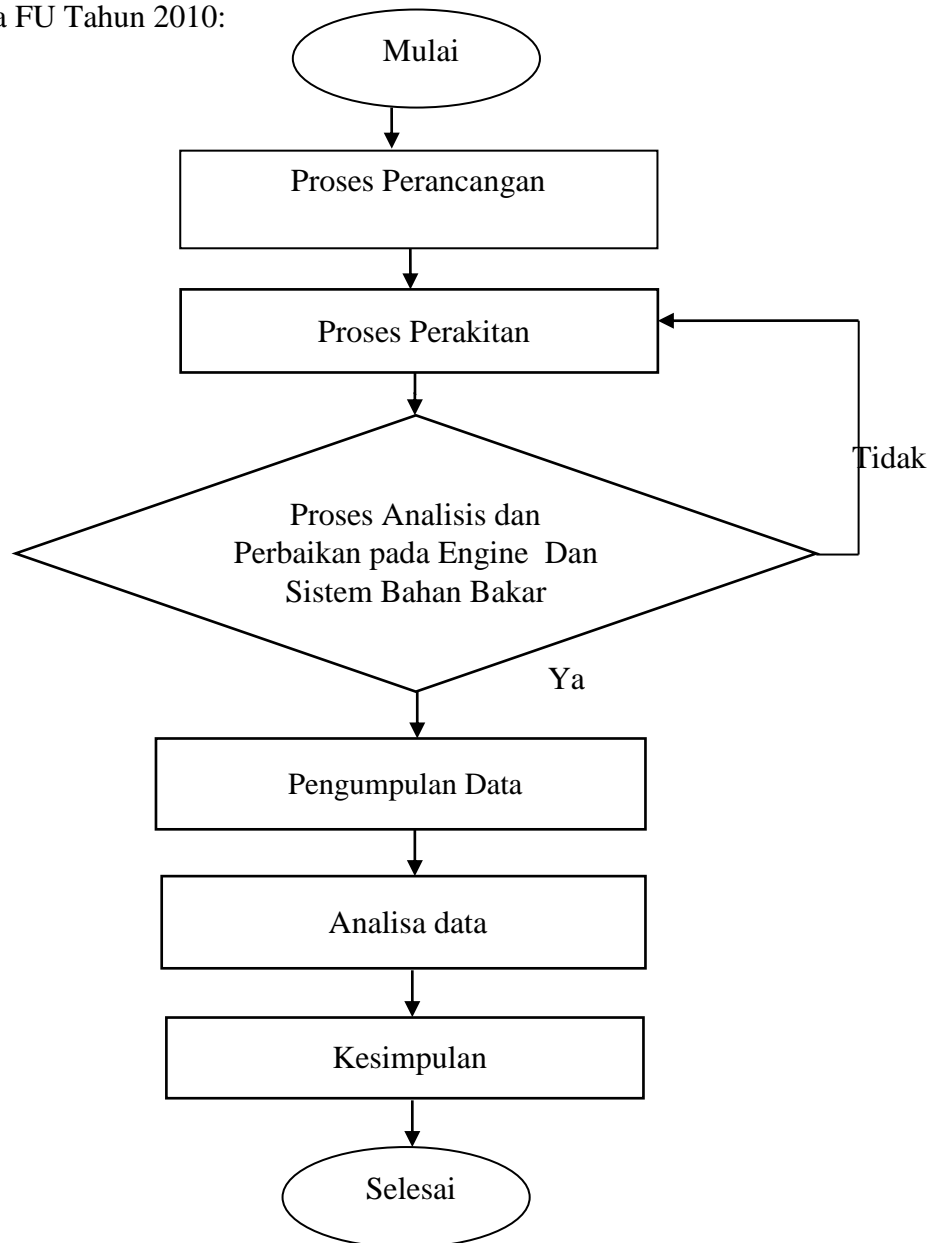 FU Tahun 2010:
Mulai
Proses Perancangan
Proses Perakitan
Tidak
Proses Analisis dan
Perbaikan pada Engine Dan
Sistem Bahan Bakar
Ya
Pengumpulan Data
Analisa data
Kesimpulan
Selesai